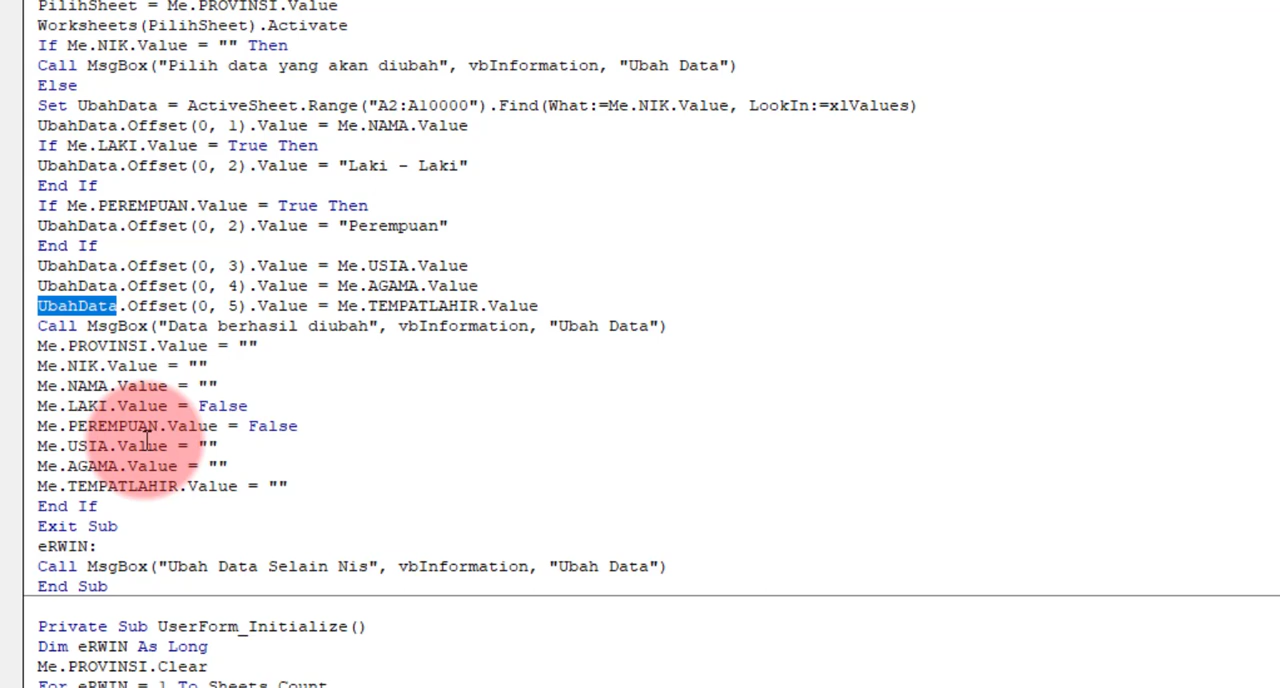 PilihSheet = Me.PROVINSI.Value
Worksheets(PilihSheet).Activate
If Me.NIK.Value = "" Then
Call MsgBox("Pilih data yang akan diubah", vbInformation, "Ubah Data")
Else
Set UbahData = ActiveSheet.Range("A2:A10000").Find(What:=Me.NIK.Value, LookIn:=xlValues)
UbahData.Offset(0, 1).Value = Me.NAMA.Value
If Me.LAKI.Value = True Then
UbahData.Offset(0, 2).Value = "Laki - Laki"
End If
If Me.PEREMPUAN.Value = True Then
UbahData.Offset(0, 2).Value = "Perempuan"
End If
UbahData.Offset(0, 3).Value = Me.USIA.Value
UbahData.Offset(0, 4).Value = Me.AGAMA.Value
UbahData.Offset(0, 5).Value = Me.TEMPATLAHIR.Value
Call MsgBox("Data berhasil diubah", vbInformation, "Ubah Data")
Me.PROVINSI.Value = ""
Me.NIK.Value = ""
Me.NAMA.Value = ""
Me.LAKI.Value = False
Me.PEREMPUAN.Value = False
Me.USIA.Value = ""
Me.AGAMA.Value = ""
Me.TEMPATLAHIR.Value = ""
End If
Exit Sub
eRWIN:
Call MsgBox("Ubah Data Selain Nis", vbInformation, "Ubah Data")
End Sub
Private Sub UserForm_Initialize()
Dim eRWIN As Long
Me.PROVINSI.Clear
For eRWIN = 1 To Sheets.Count